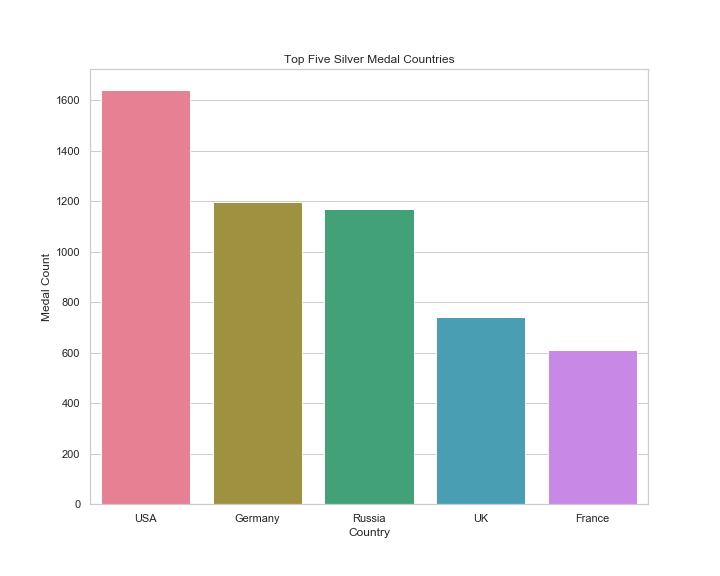 Top Five Silver Medal Countries
Medal Count
1600
1400
1200
1000
800
600
400
200
0
USA Germany Russia UK France
Country